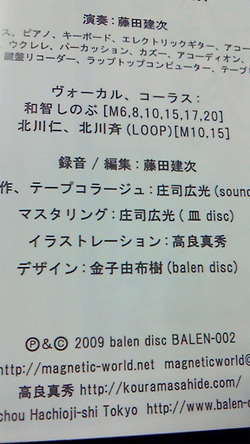 演奏：藤田建次
ス、ピアノ、キーボード、エレクトリックギター、アコー
ウクレレ、パーカッション、カズー、アコーディオン、
鍵盤リコーダー、ラップトップコンピューター、テープ
ヴォーカル、コーラス：
和智しのぶ [M6,8,10,15,17,20]
北川仁、北川斉 (LOOP)[M10,15]
録音 / 編集：藤田建次
作、テープコラージュ：庄司広光 (sound
マスタリング：庄司広光 ( 皿 disc)
イラストレーション：高良真秀
デザイン：金子由布樹 (balen disc)
Ⓟ&© 2009 balen disc BALEN-002
http://magnetic-world.net magneticworld@
高良真秀 http://kouramasahide.com/
chou Hachioji-shi Tokyo http://www.balen-d